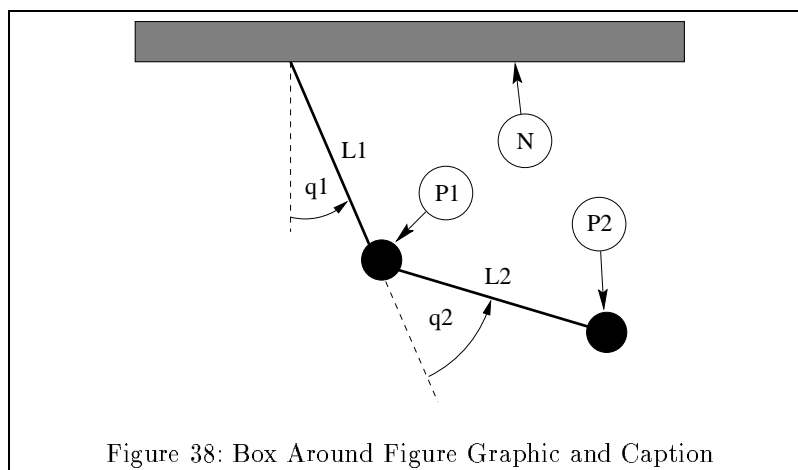 N
L1
q1
P1
P2
L2
q2
Figure 38: Box Around Figure Graphic and Caption